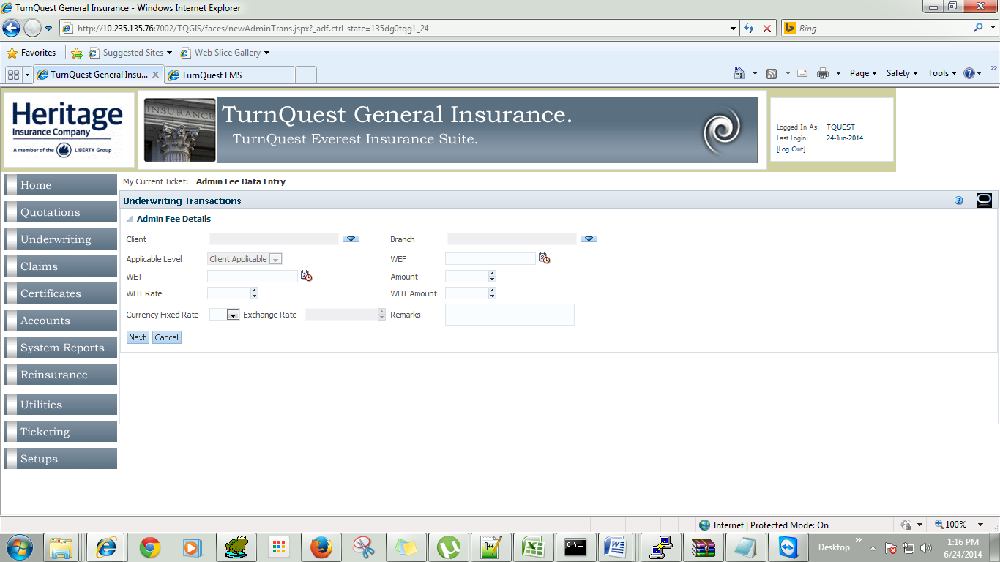 TurnQuest General Insurance - Windows Internet Explorer
http://10.235.135.76:7002/TQGIS/faces/newAdminTrans.jspx?_adf.ctrl-state=135dg0tqg1_24
Bing
Favorites Suggested Sites Web Slice Gallery
TurnQuest General Insu... TurnQuest FMS
Page Safety Tools
Heritage
Insurance Company
A member of the LIBERTY Group
INSURANCE
TurnQuest General Insurance.
TurnQuest Everest Insurance Suite.
Logged In As: TQUEST
Last Login: 24-Jun-2014
[Log Out]
Home
Quotations
Underwriting
Claims
Certificates
Accounts
System Reports
Reinsurance
Utilities
Ticketing
Setups
My Current Ticket: Admin Fee Data Entry
Underwriting Transactions
Admin Fee Details
Client Branch
Applicable Level Client Applicable WEF
WET Amount
WHT Rate WHT Amount
Currency Fixed Rate Exchange Rate Remarks
Next Cancel
Internet | Protected Mode: On 100%
Desktop
1:16 PM
6/24/2014